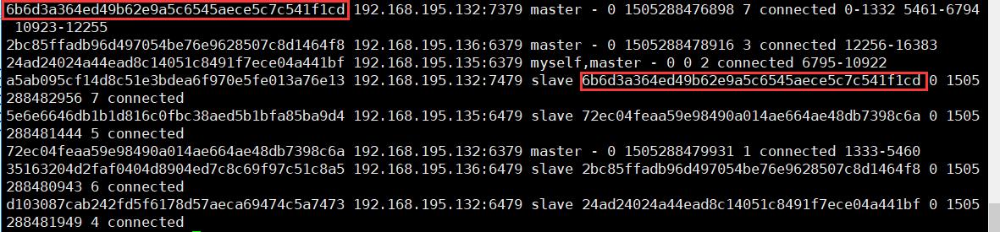 6b6d3a364ed49b62e9a5c6545aece5c7c541f1cd 192.168.195.132:7379 master - 0 1505288476898 7 connected 0-1332 5461-6794
10923-12255
2bc85ffadb96d497054be76e9628507c8d1464f8 192.168.195.136:6379 master - 0 1505288478916 3 connected 12256-16383
24ad24024a44ead8c14051c8491f7ece04a441bf 192.168.195.135:6379 myself,master - 0 0 2 connected 6795-10922
a5ab095cf14d8c51e3bdea6f970e5fe013a76e13 192.168.195.132:7479 slave 6b6d3a364ed49b62e9a5c6545aece5c7c541f1cd 0 1505
288482956 7 connected
5e6e6646db1b1d816c0fbc38aed5b1bfa85ba9d4 192.168.195.135:6479 slave 72ec04feaa59e98490a014ae664ae48db7398c6a 0 1505
288481444 5 connected
72ec04feaa59e98490a014ae664ae48db7398c6a 192.168.195.132:6379 master - 0 1505288479931 1 connected 1333-5460
35163204d2faf0404d8904ed7c8c69f97c51c8a5 192.168.195.136:6479 slave 2bc85ffadb96d497054be76e9628507c8d1464f8 0 1505
288480943 6 connected
d103087cab242fd5f6178d57aeca69474c5a7473 192.168.195.132:6479 slave 24ad24024a44ead8c14051c8491f7ece04a441bf 0 1505
288481949 4 connected